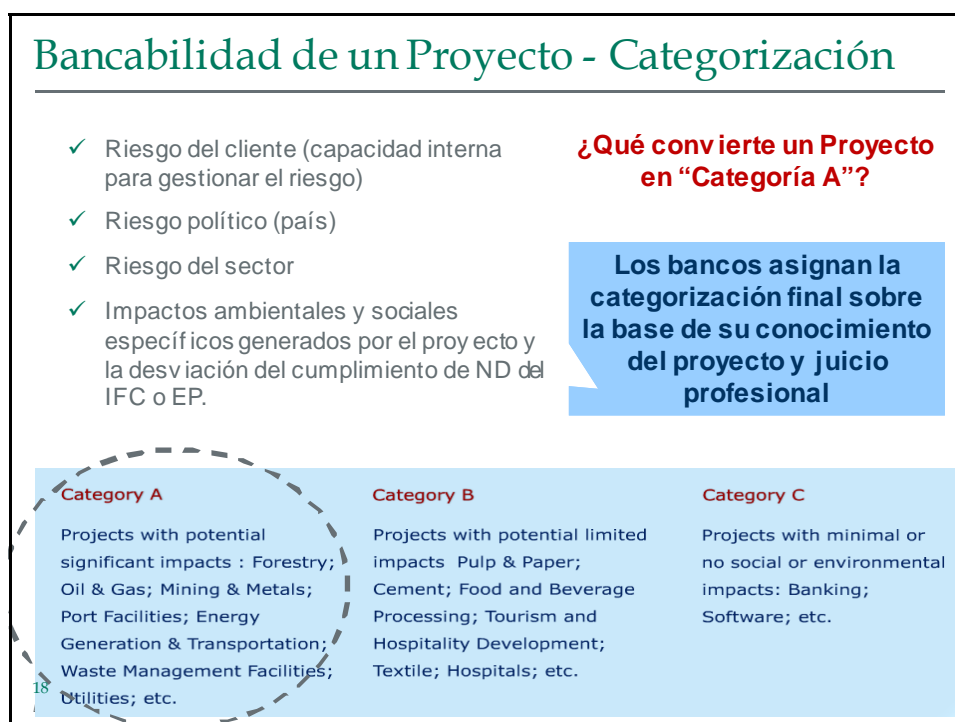 Bancabilidad de un Proyecto - Categorización
✓ Riesgo del cliente (capacidad interna
para gestionar el riesgo)
✓ Riesgo político (país)
✓ Riesgo del sector
✓ Impactos ambientales y sociales
específicos generados por el proyecto y
la desviación del cumplimiento de ND del
IFC o EP.
¿Qué convierte un Proyecto
en “Categoría A”?
Los bancos asignan la
categorización final sobre
la base de su conocimiento
del proyecto y juicio
profesional
Category A
Projects with potential
significant impacts : Forestry;
Oil & Gas; Mining & Metals;
Port Facilities; Energy
Generation & Transportation;
Waste Management Facilities;
Utilities; etc.
Category B
Projects with potential limited
impacts Pulp & Paper;
Cement; Food and Beverage
Processing; Tourism and
Hospitality Development;
Textile; Hospitals; etc.
Category C
Projects with minimal or
no social or environmental
impacts: Banking;
Software; etc.
18